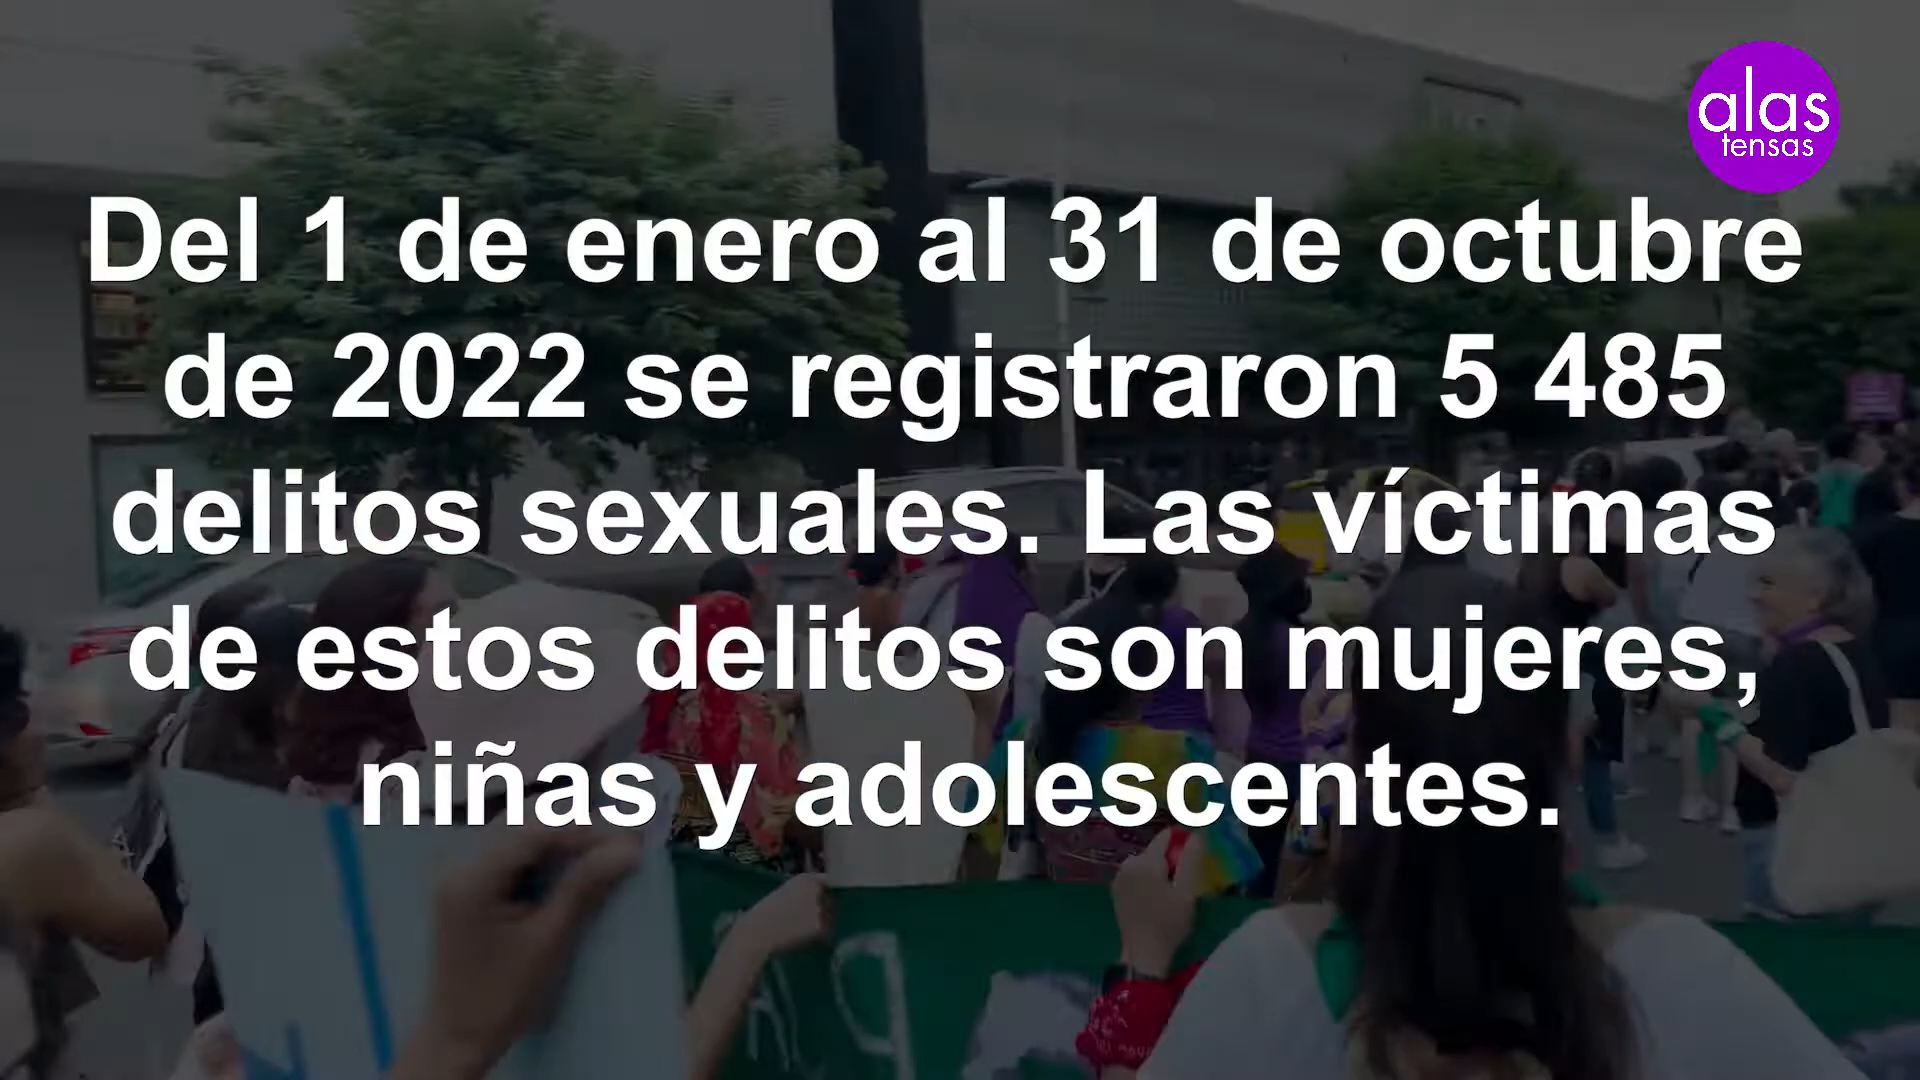 alas
tensas
Del 1 de enero al 31 de octubre
de 2022 se registraron 5 485
delitos sexuales. Las víctimas
de estos delitos son mujeres,
niñas y adolescentes.